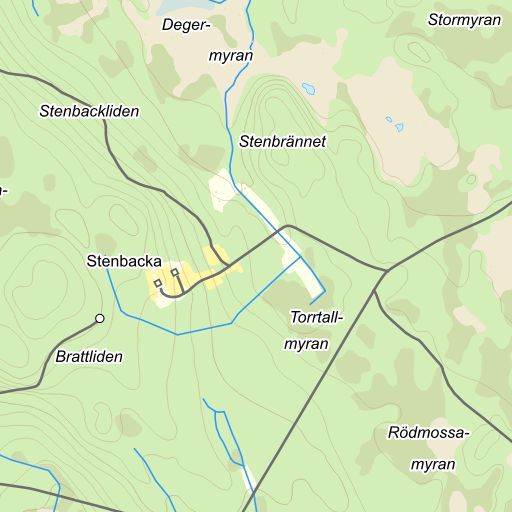 Deger-
myran
Stormyran
Stenbackliden
Stenbrännet
Stenbacka
Torrtall-
myran
Brattliden
Rödmossa-
myran